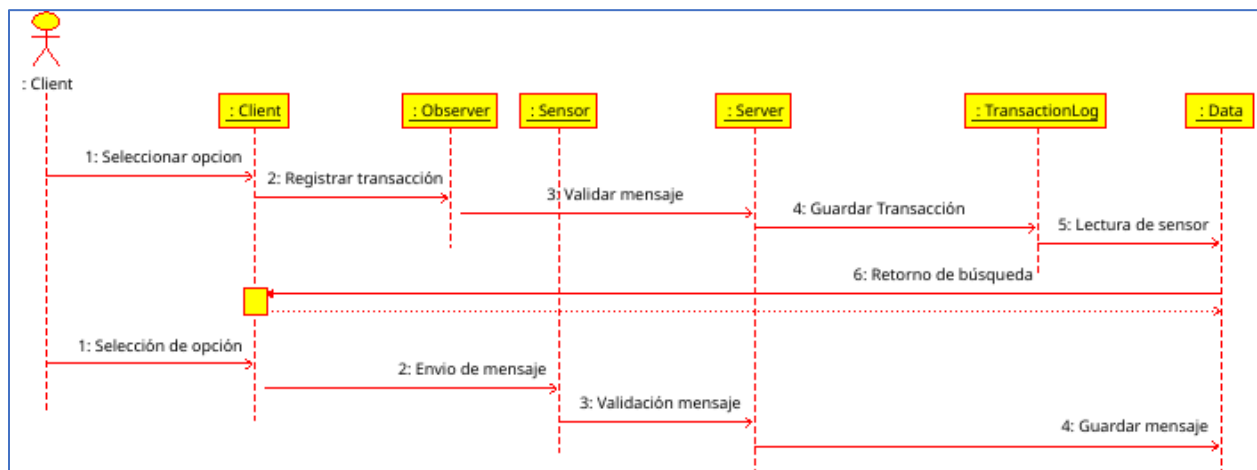 : Client
: Client
: Observer
: Sensor
: Server
: TransactionLog
: Data
1: Seleccionar opcion
2: Registrar transacción
3: Validar mensaje
4: Guardar Transacción
5: Lectura de sensor
6: Retorno de búsqueda
1: Selección de opción
2: Envio de mensaje
3: Validación mensaje
4: Guardar mensaje